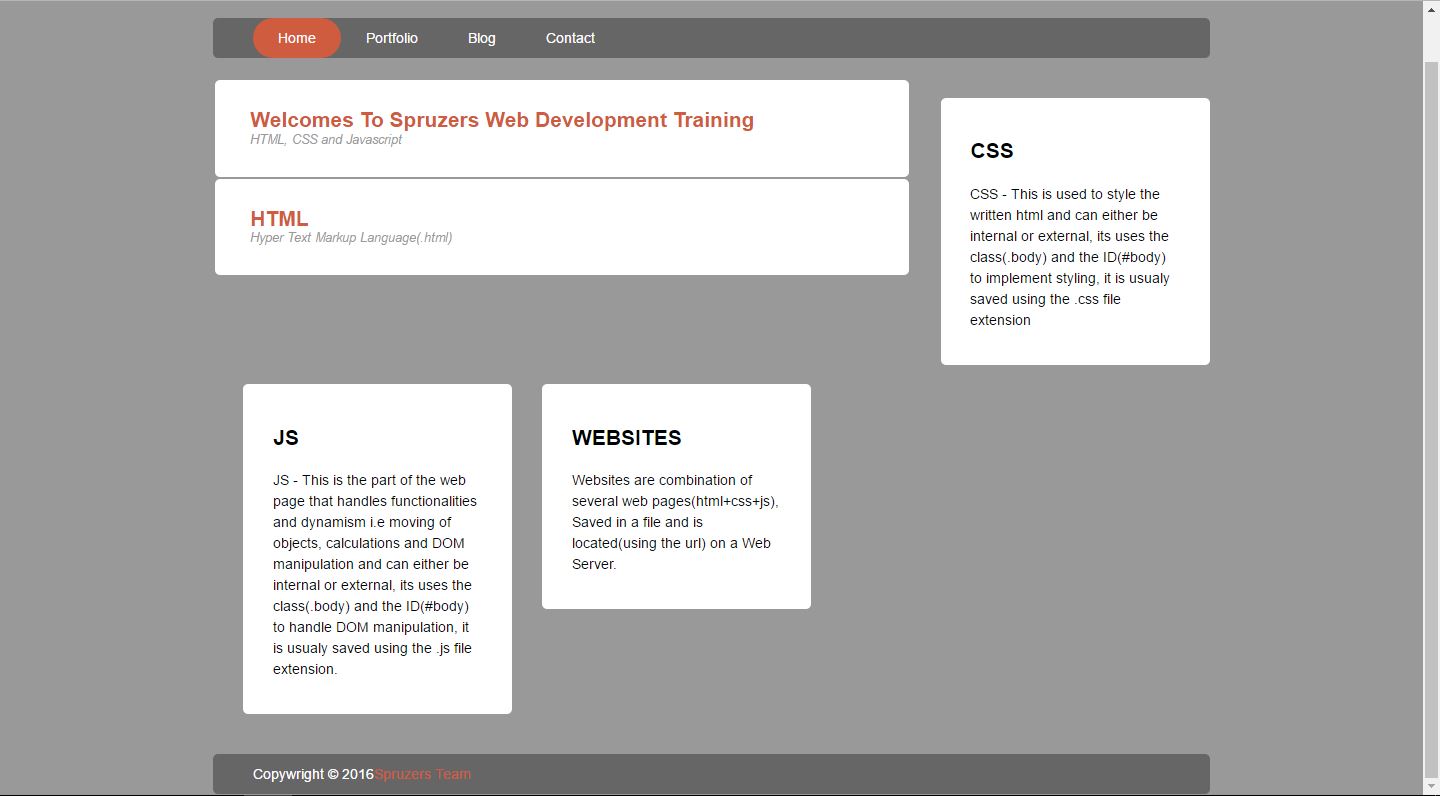 Home Portfolio Blog Contact
Welcomes To Spruzers Web Development Training
HTML, CSS and Javascript
HTML
Hyper Text Markup Language(.html)
CSS
CSS - This is used to style the
written html and can either be
internal or external, its uses the
class(.body) and the ID(#body)
to implement styling, it is usualy
saved using the .css file
extension
JS
JS - This is the part of the web
page that handles functionalities
and dynamism i.e moving of
objects, calculations and DOM
manipulation and can either be
internal or external, its uses the
class(.body) and the ID(#body)
to handle DOM manipulation, it
is usualy saved using the .js file
extension.
WEBSITES
Websites are combination of
several web pages(html+css+js),
Saved in a file and is
located(using the url) on a Web
Server.
Copywright © 2016Spruzers Team